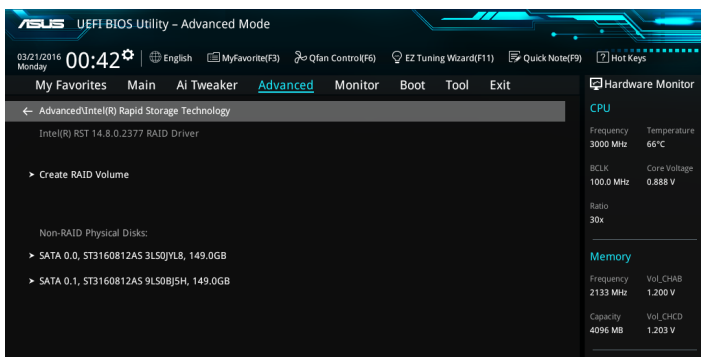 ASUS UEFI BIOS Utility – Advanced Mode
03/21/2016 Monday 00:42 English MyFavorite(F3) Qfan Control(F6) EZ Tuning Wizard(F11) Quick Note(F9) ? Hot Keys
My Favorites Main Ai Tweaker Advanced Monitor Boot Tool Exit
← Advanced\Intel(R) Rapid Storage Technology
Intel(R) RST 14.8.0.2377 RAID Driver
➤ Create RAID Volume
Non-RAID Physical Disks:
➤ SATA 0.0, ST3160812AS 3LS0JYL8, 149.0GB
➤ SATA 0.1, ST3160812AS 9LS0BJ5H, 149.0GB
Hardware Monitor
CPU
Frequency Temperature
3000 MHz 66°C
BCLK Core Voltage
100.0 MHz 0.888 V
Ratio
30x
Memory
Frequency Vol_CHAB
2133 MHz 1.200 V
Capacity Vol_CHCD
4096 MB 1.203 V